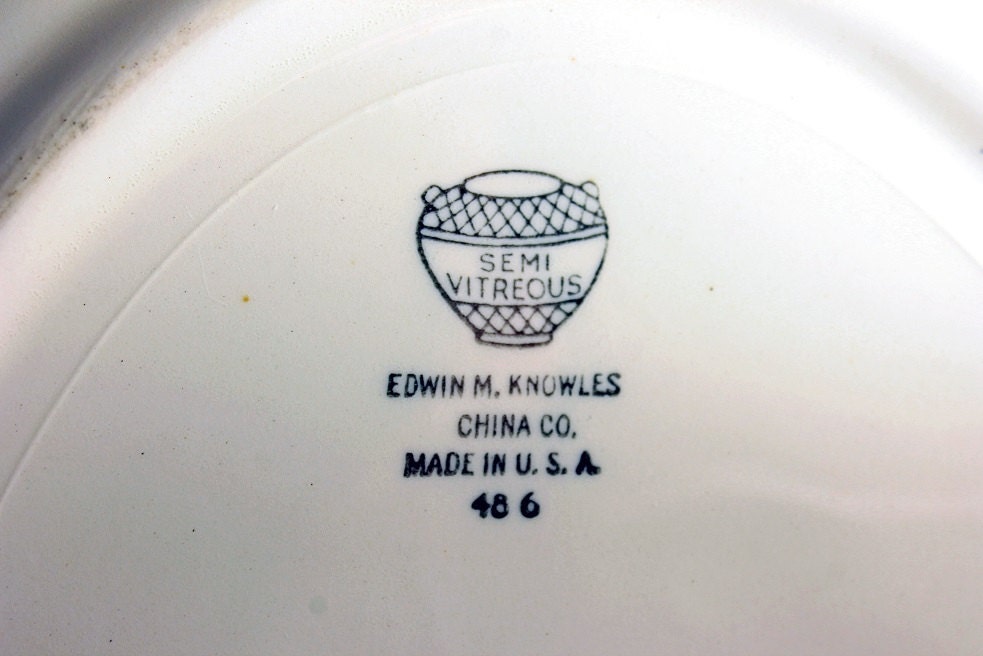 SEMI
VITREOUS
EDWIN M. KNOWLES
CHINA CO.
MADE IN U. S. A.
48 6